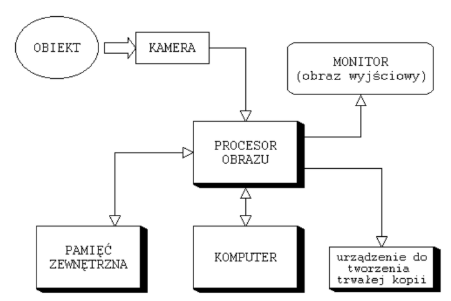 OBIEKT
KAMERA
MONITOR
(obraz wyjściowy)
PROCESOR
OBRAZU
PAMIĘĆ
ZEWNĘTRZNA
KOMPUTER
urządzenie do
tworzenia
trwałej kopii